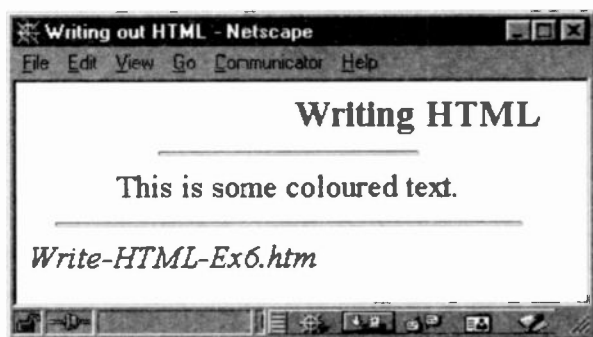 Writing out HTML - Netscape
File Edit View Go Communicator Help
Writing HTML
This is some coloured text.
Write-HTML-Ex6.htm